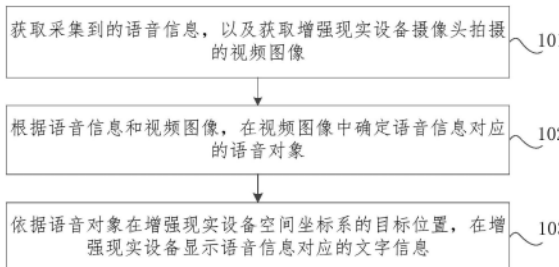 获取采集到的语音信息，以及获取增强现实设备摄像头拍摄
的视频图像
101
根据语音信息和视频图像，在视频图像中确定语音信息对应
的语音对象
102
依据语音对象在增强现实设备空间坐标系的目标位置，在增
强现实设备显示语音信息对应的文字信息
103